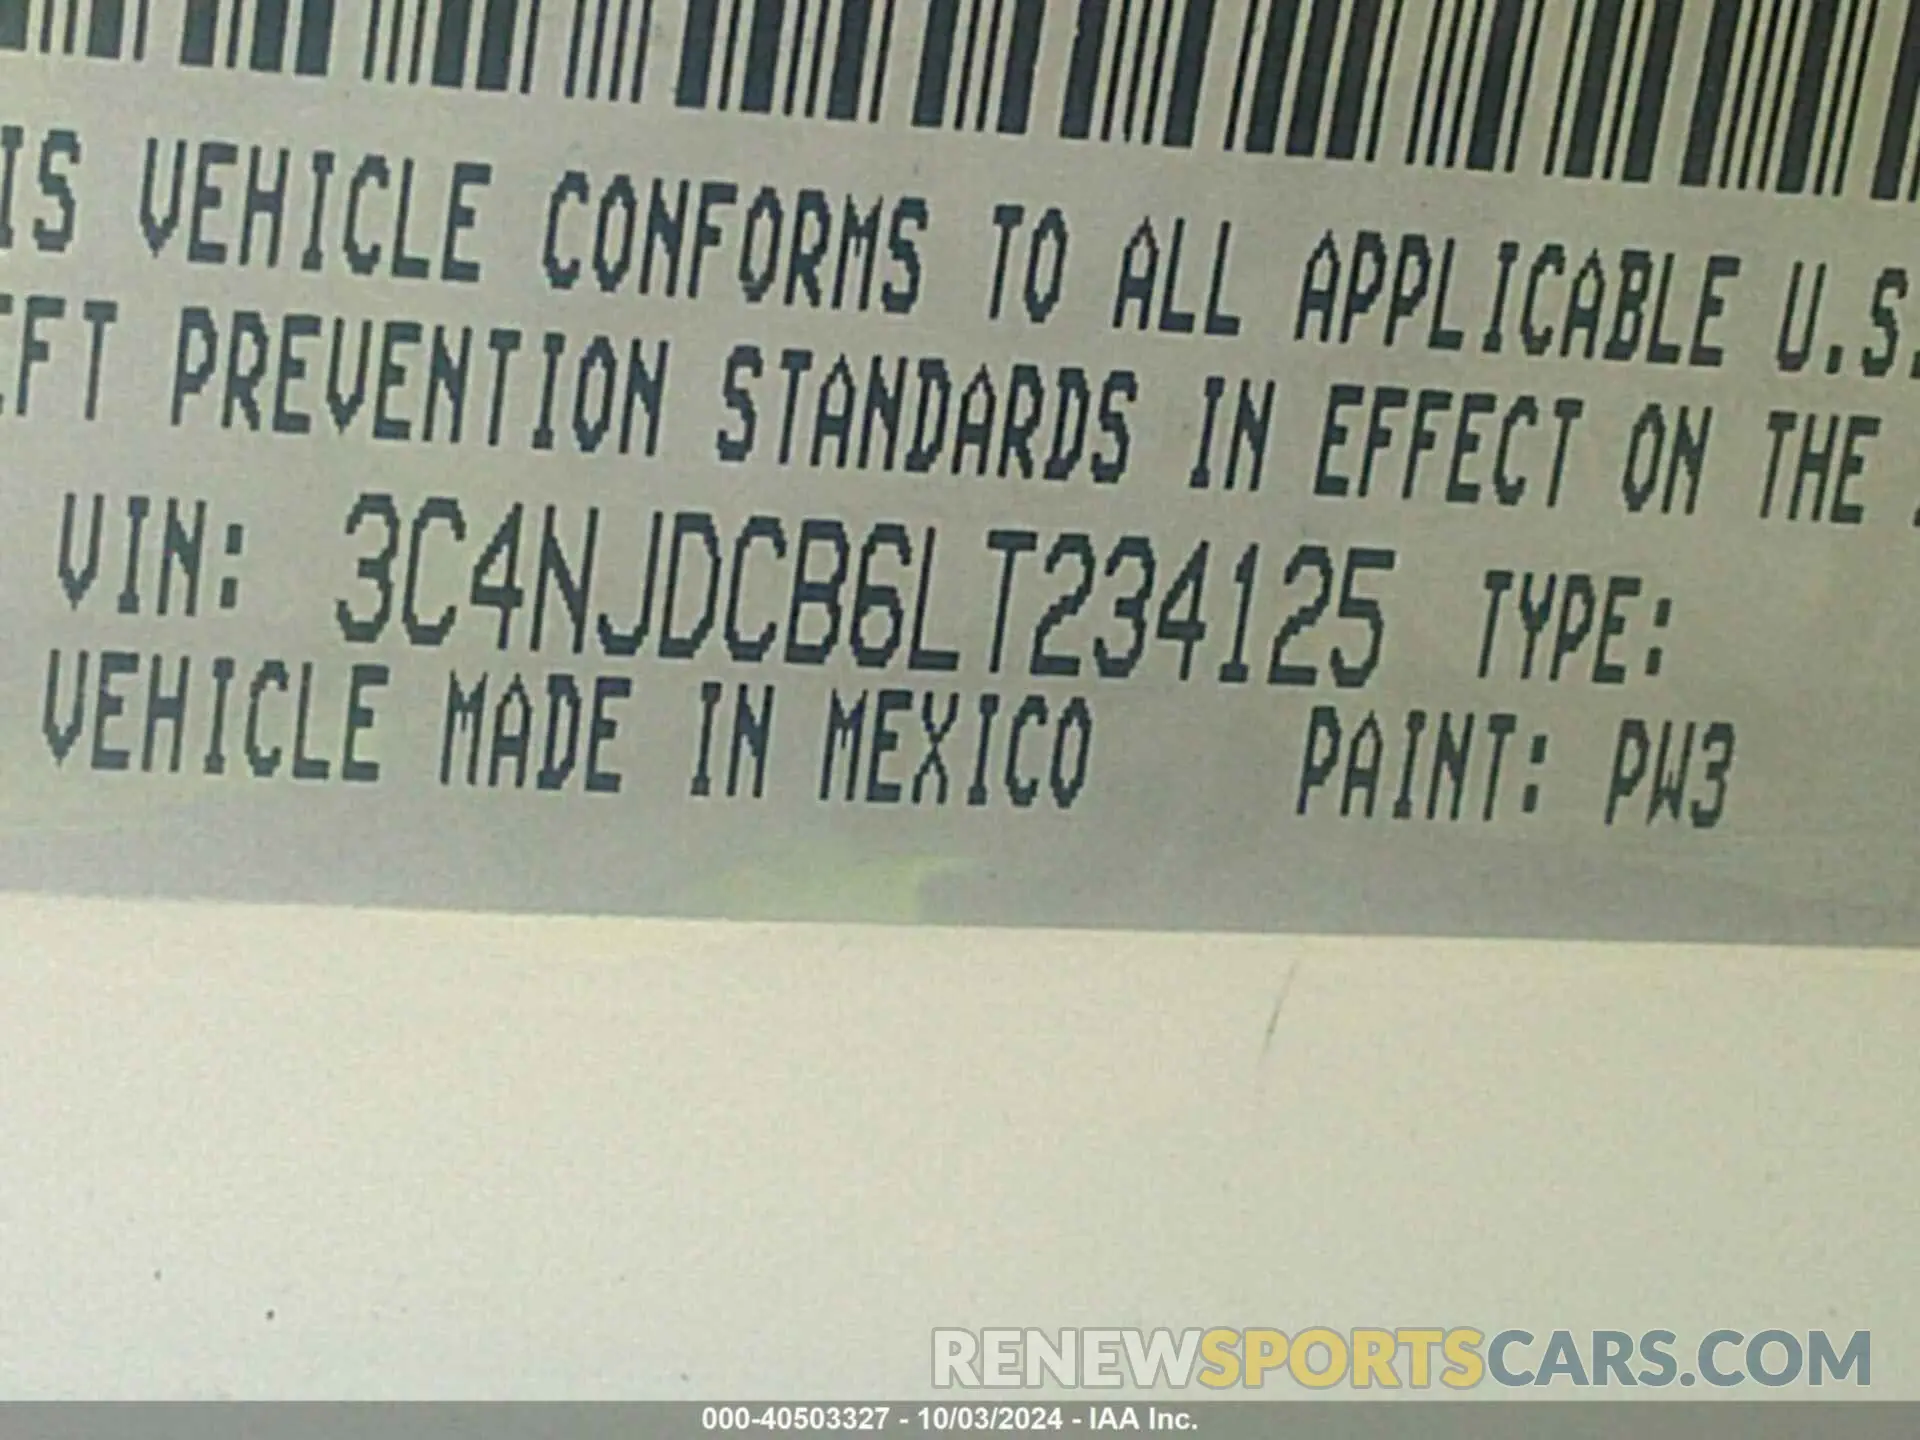 IS VEHICLE CONFORMS TO ALL APPLICABLE U.S.
EFT PREVENTION STANDARDS IN EFFECT ON THE
VIN: 3C4NJDCB6LT234125 TYPE:
VEHICLE MADE IN MEXICO PAINT: PW3
RENEWSPORTSCARS.COM
000-40503327 - 10/03/2024 - IAA Inc.